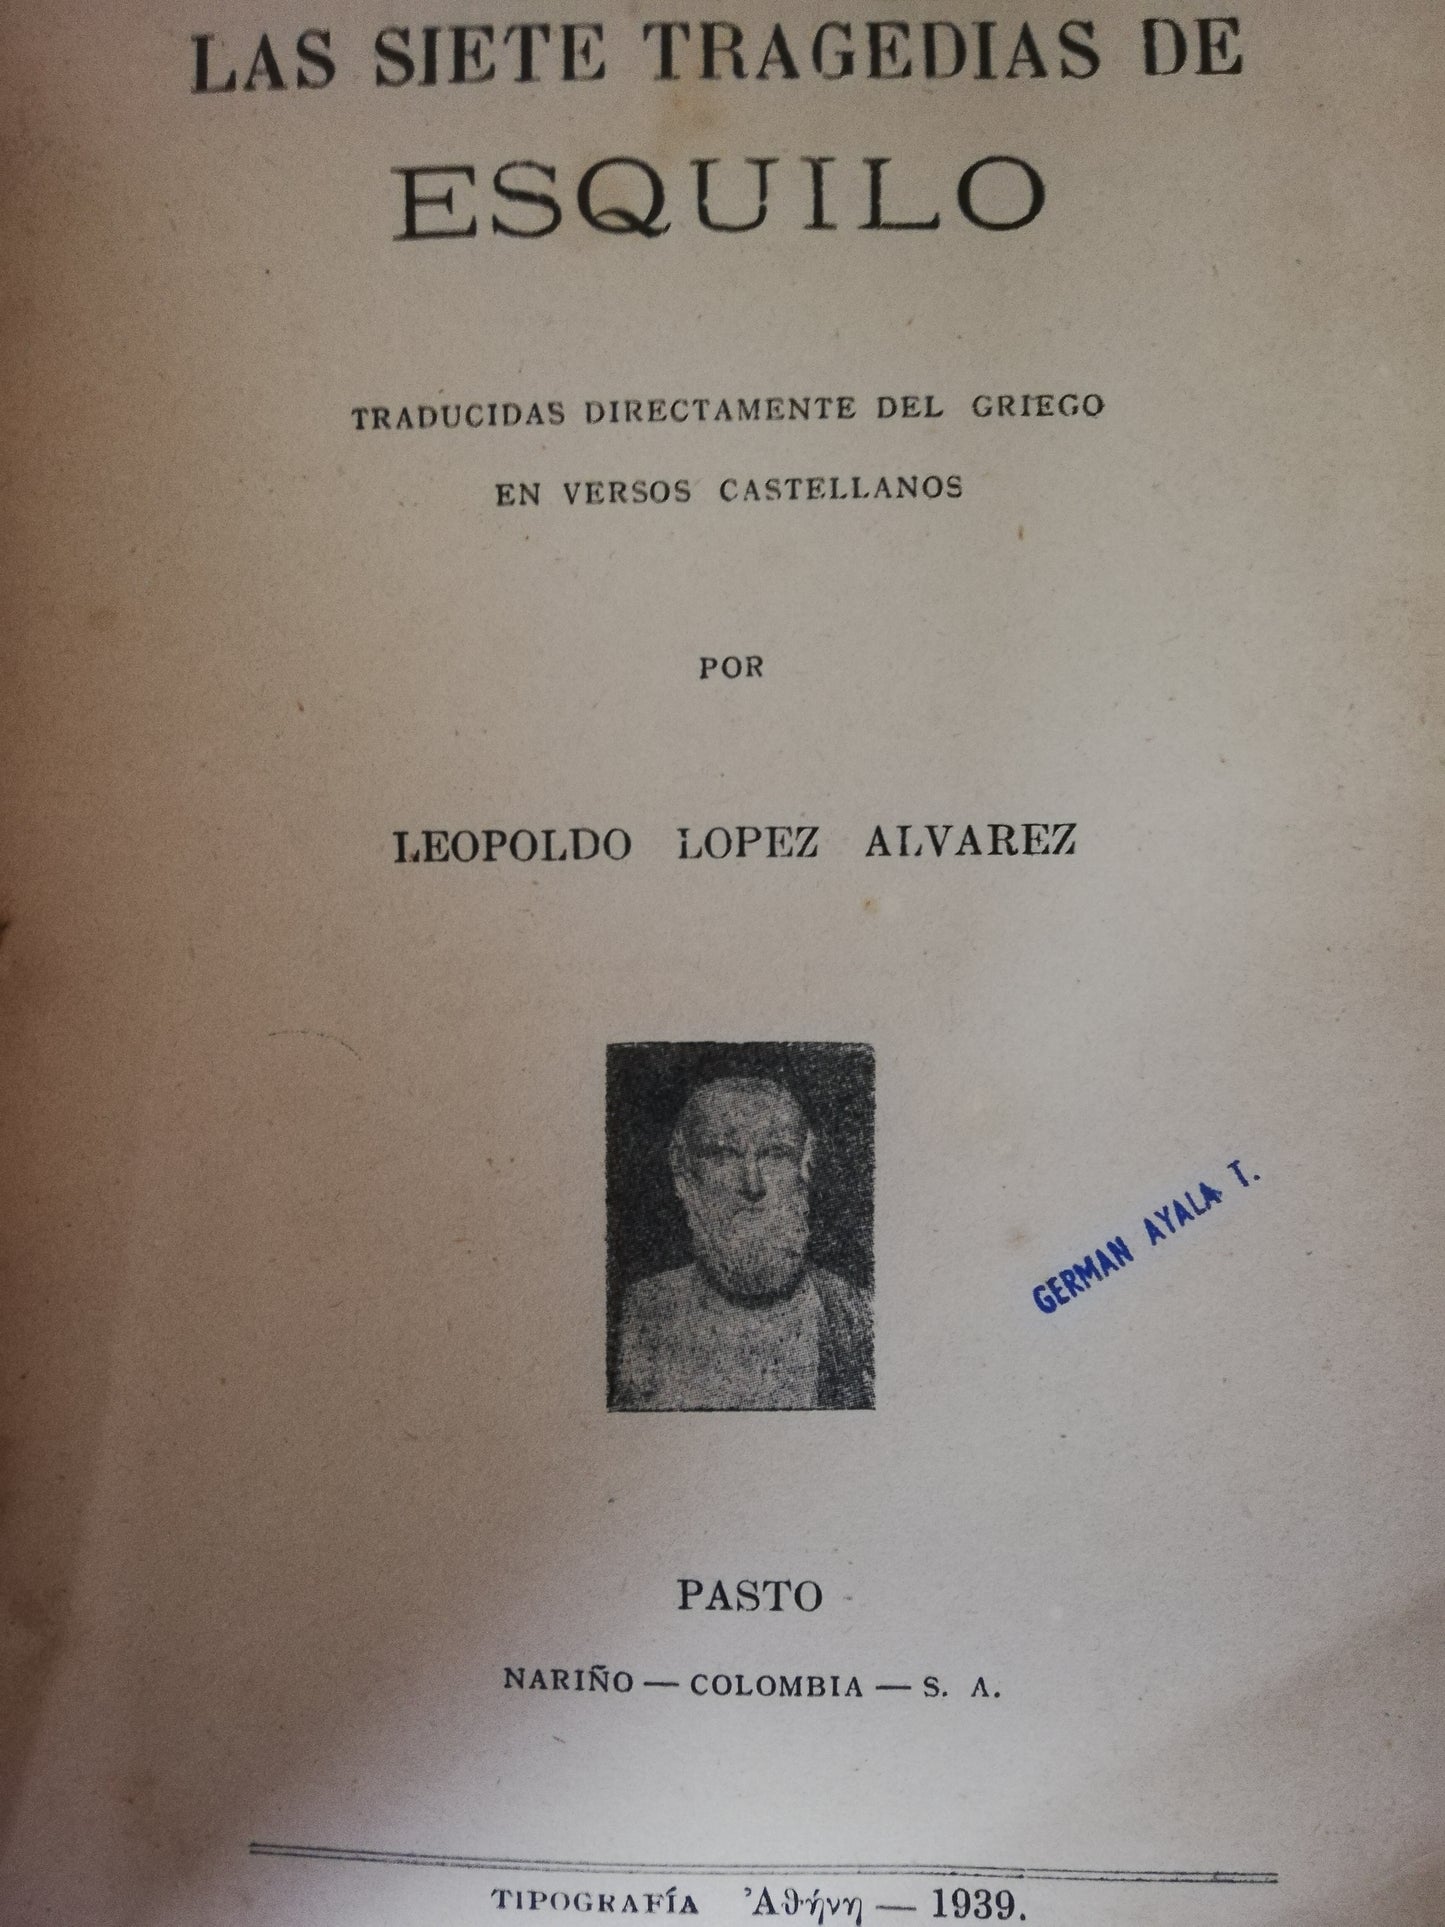 LAS SIETE TRAGEDIAS DE
ESQUILO
TRADUCIDAS DIRECTAMENTE DEL GRIEGO
EN VERSOS CASTELLANOS
POR
LEOPOLDO LOPEZ ALVAREZ
GERMAN AYALA T.
PASTO
NARIÑO — COLOMBIA — S. A.
TIPOGRAFÍA Ἀθήνη — 1939.